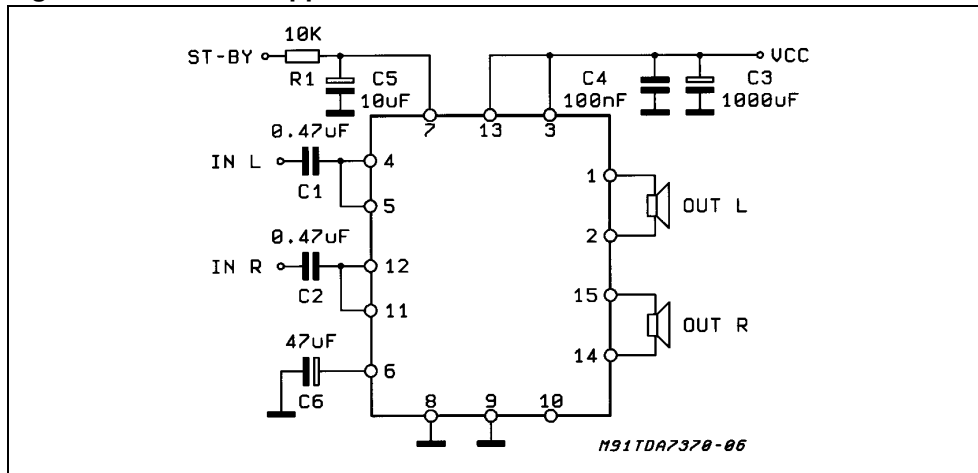 10K
ST-BY
VCC
R1
C5
C4
C3
10uF
100nF
1000uF
7
13
3
0.47uF
IN L
4
1
C1
OUT L
5
2
0.47uF
IN R
12
15
C2
11
OUT R
47uF
14
6
C6
8
9
10
M91TDA7370-06